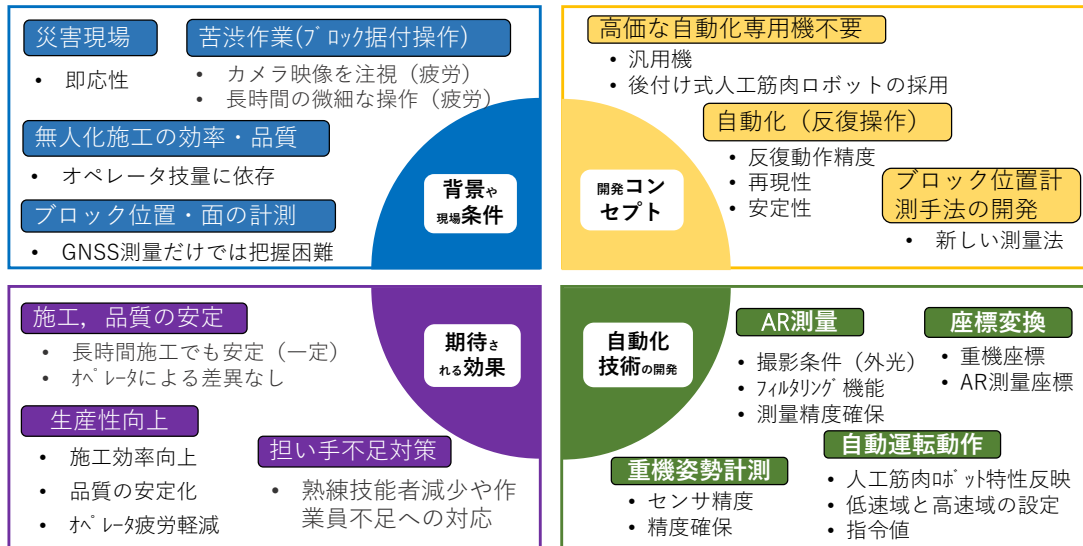 災害現場
• 即応性
苦渋作業(ﾌﾞﾛｯｸ据付操作)
• カメラ映像を注視（疲労）
• 長時間の微細な操作（疲労）
無人化施工の効率・品質
• オペレータ技量に依存
ブロック位置・面の計測
• GNSS測量だけでは把握困難
背景や
現場条件
高価な自動化専用機不要
• 汎用機
• 後付け式人工筋肉ロボットの採用
自動化（反復操作）
• 反復動作精度
• 再現性
• 安定性
ブロック位置計
測手法の開発
• 新しい測量法
開発コン
セプト
施工，品質の安定
• 長時間施工でも安定（一定）
• ｵﾍﾟﾚｰﾀによる差異なし
生産性向上
• 施工効率向上
• 品質の安定化
• ｵﾍﾟﾚｰﾀ疲労軽減
担い手不足対策
• 熟練技能者減少や作
業員不足への対応
期待さ
れる効果
自動化
技術の開発
AR測量
• 撮影条件（外光）
• ﾌｨﾙﾀﾘﾝｸﾞ機能
• 測量精度確保
座標変換
• 重機座標
• AR測量座標
重機姿勢計測
• センサ精度
• 精度確保
自動運転動作
• 人工筋肉ﾛﾎﾞｯﾄ特性反映
• 低速域と高速域の設定
• 指令値